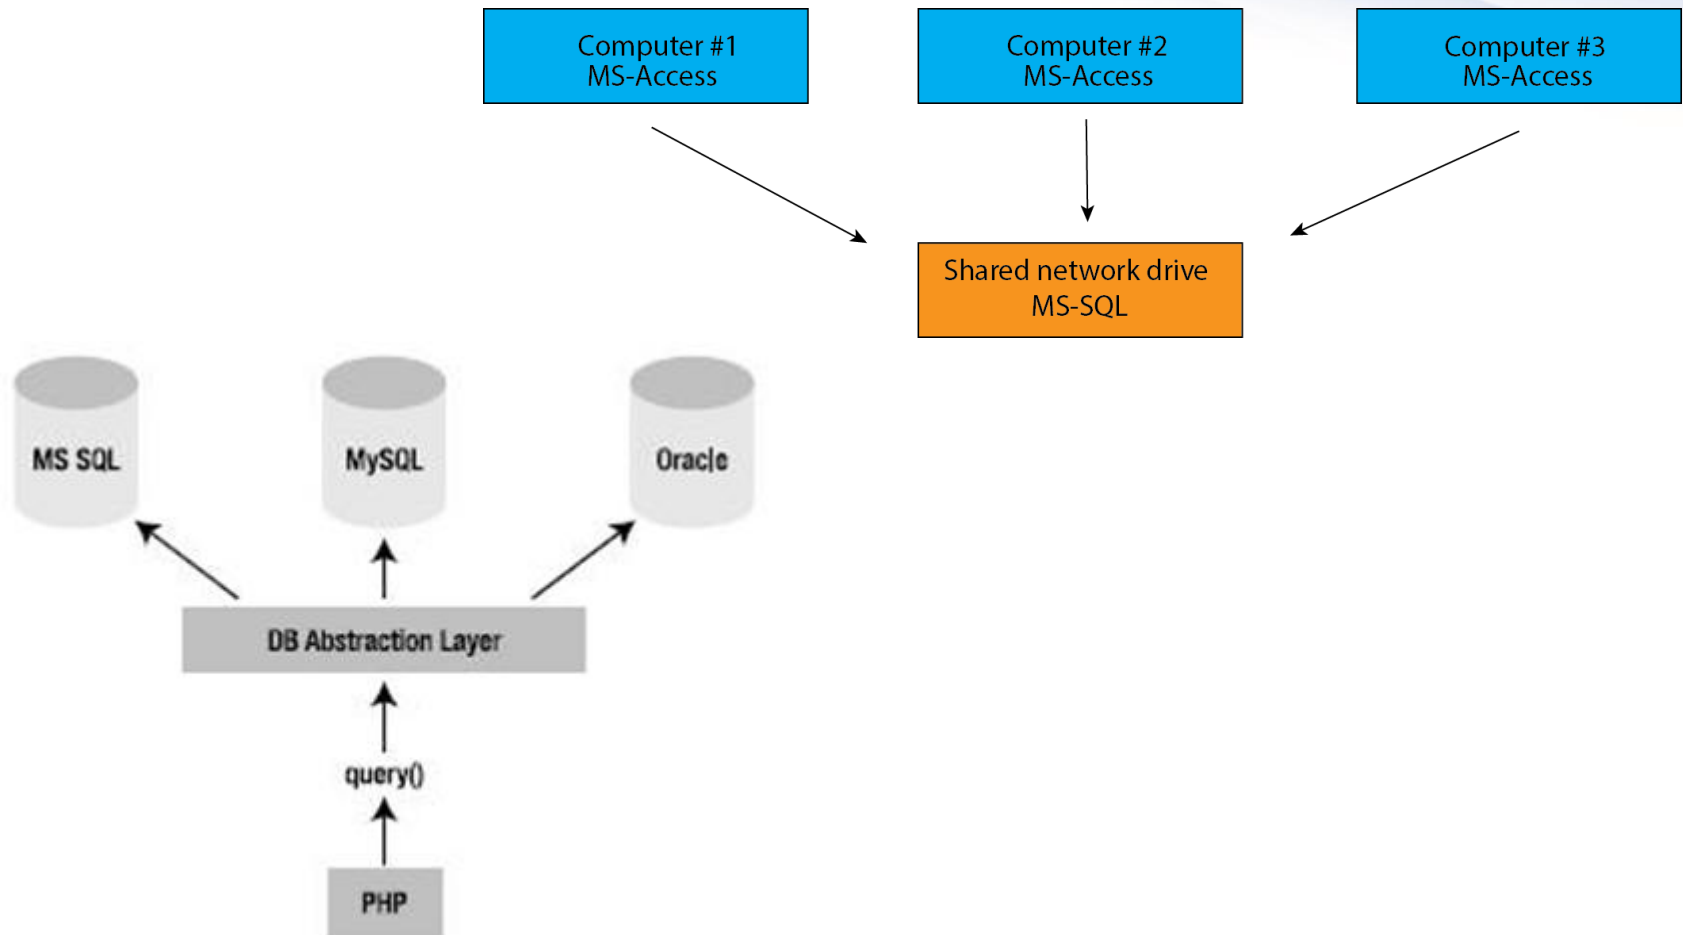 Computer #1
MS-Access
Computer #2
MS-Access
Computer #3
MS-Access
Shared network drive
MS-SQL
MS SQL
MySQL
Oracle
DB Abstraction Layer
query()
PHP